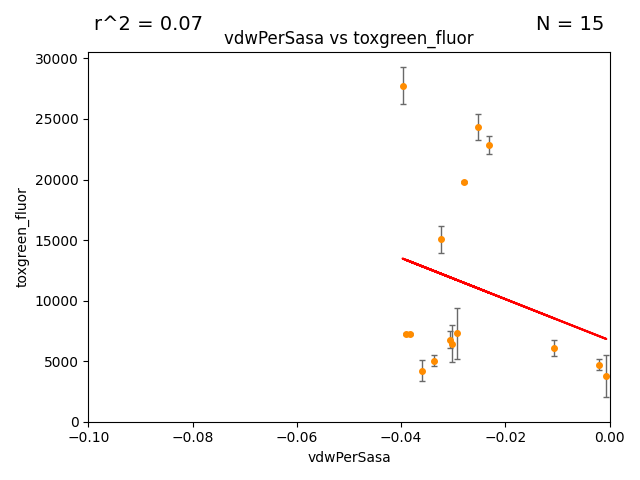 r^2 = 0.07
N = 15
vdwPerSasa vs toxgreen_fluor
30000
25000
20000
15000
10000
5000
0
toxgreen_fluor
−0.10
−0.08
−0.06
−0.04
−0.02
0.00
vdwPerSasa